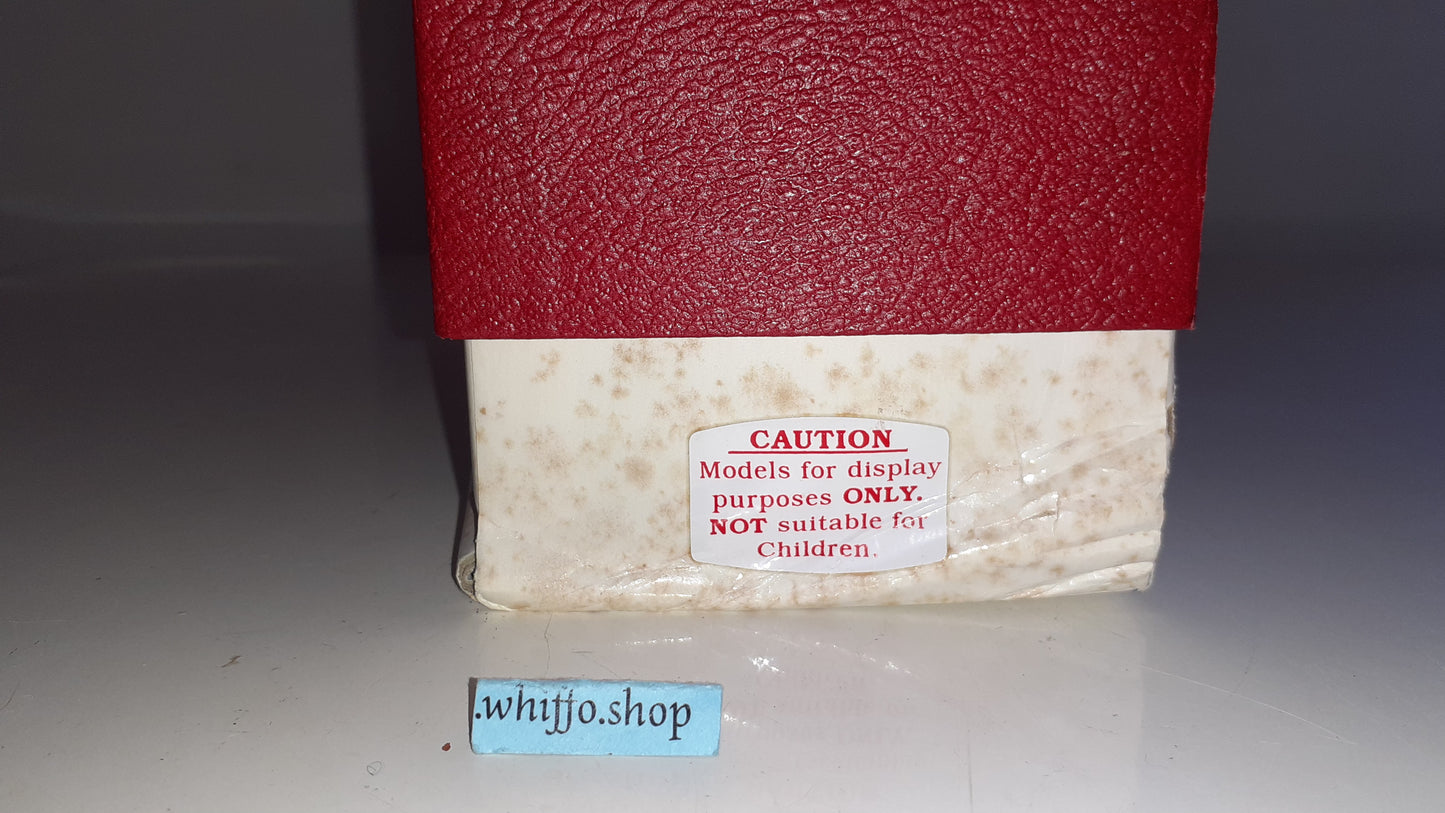 CAUTION
Models for display
purposes ONLY.
NOT suitable for
Children.
.whiffo.shop